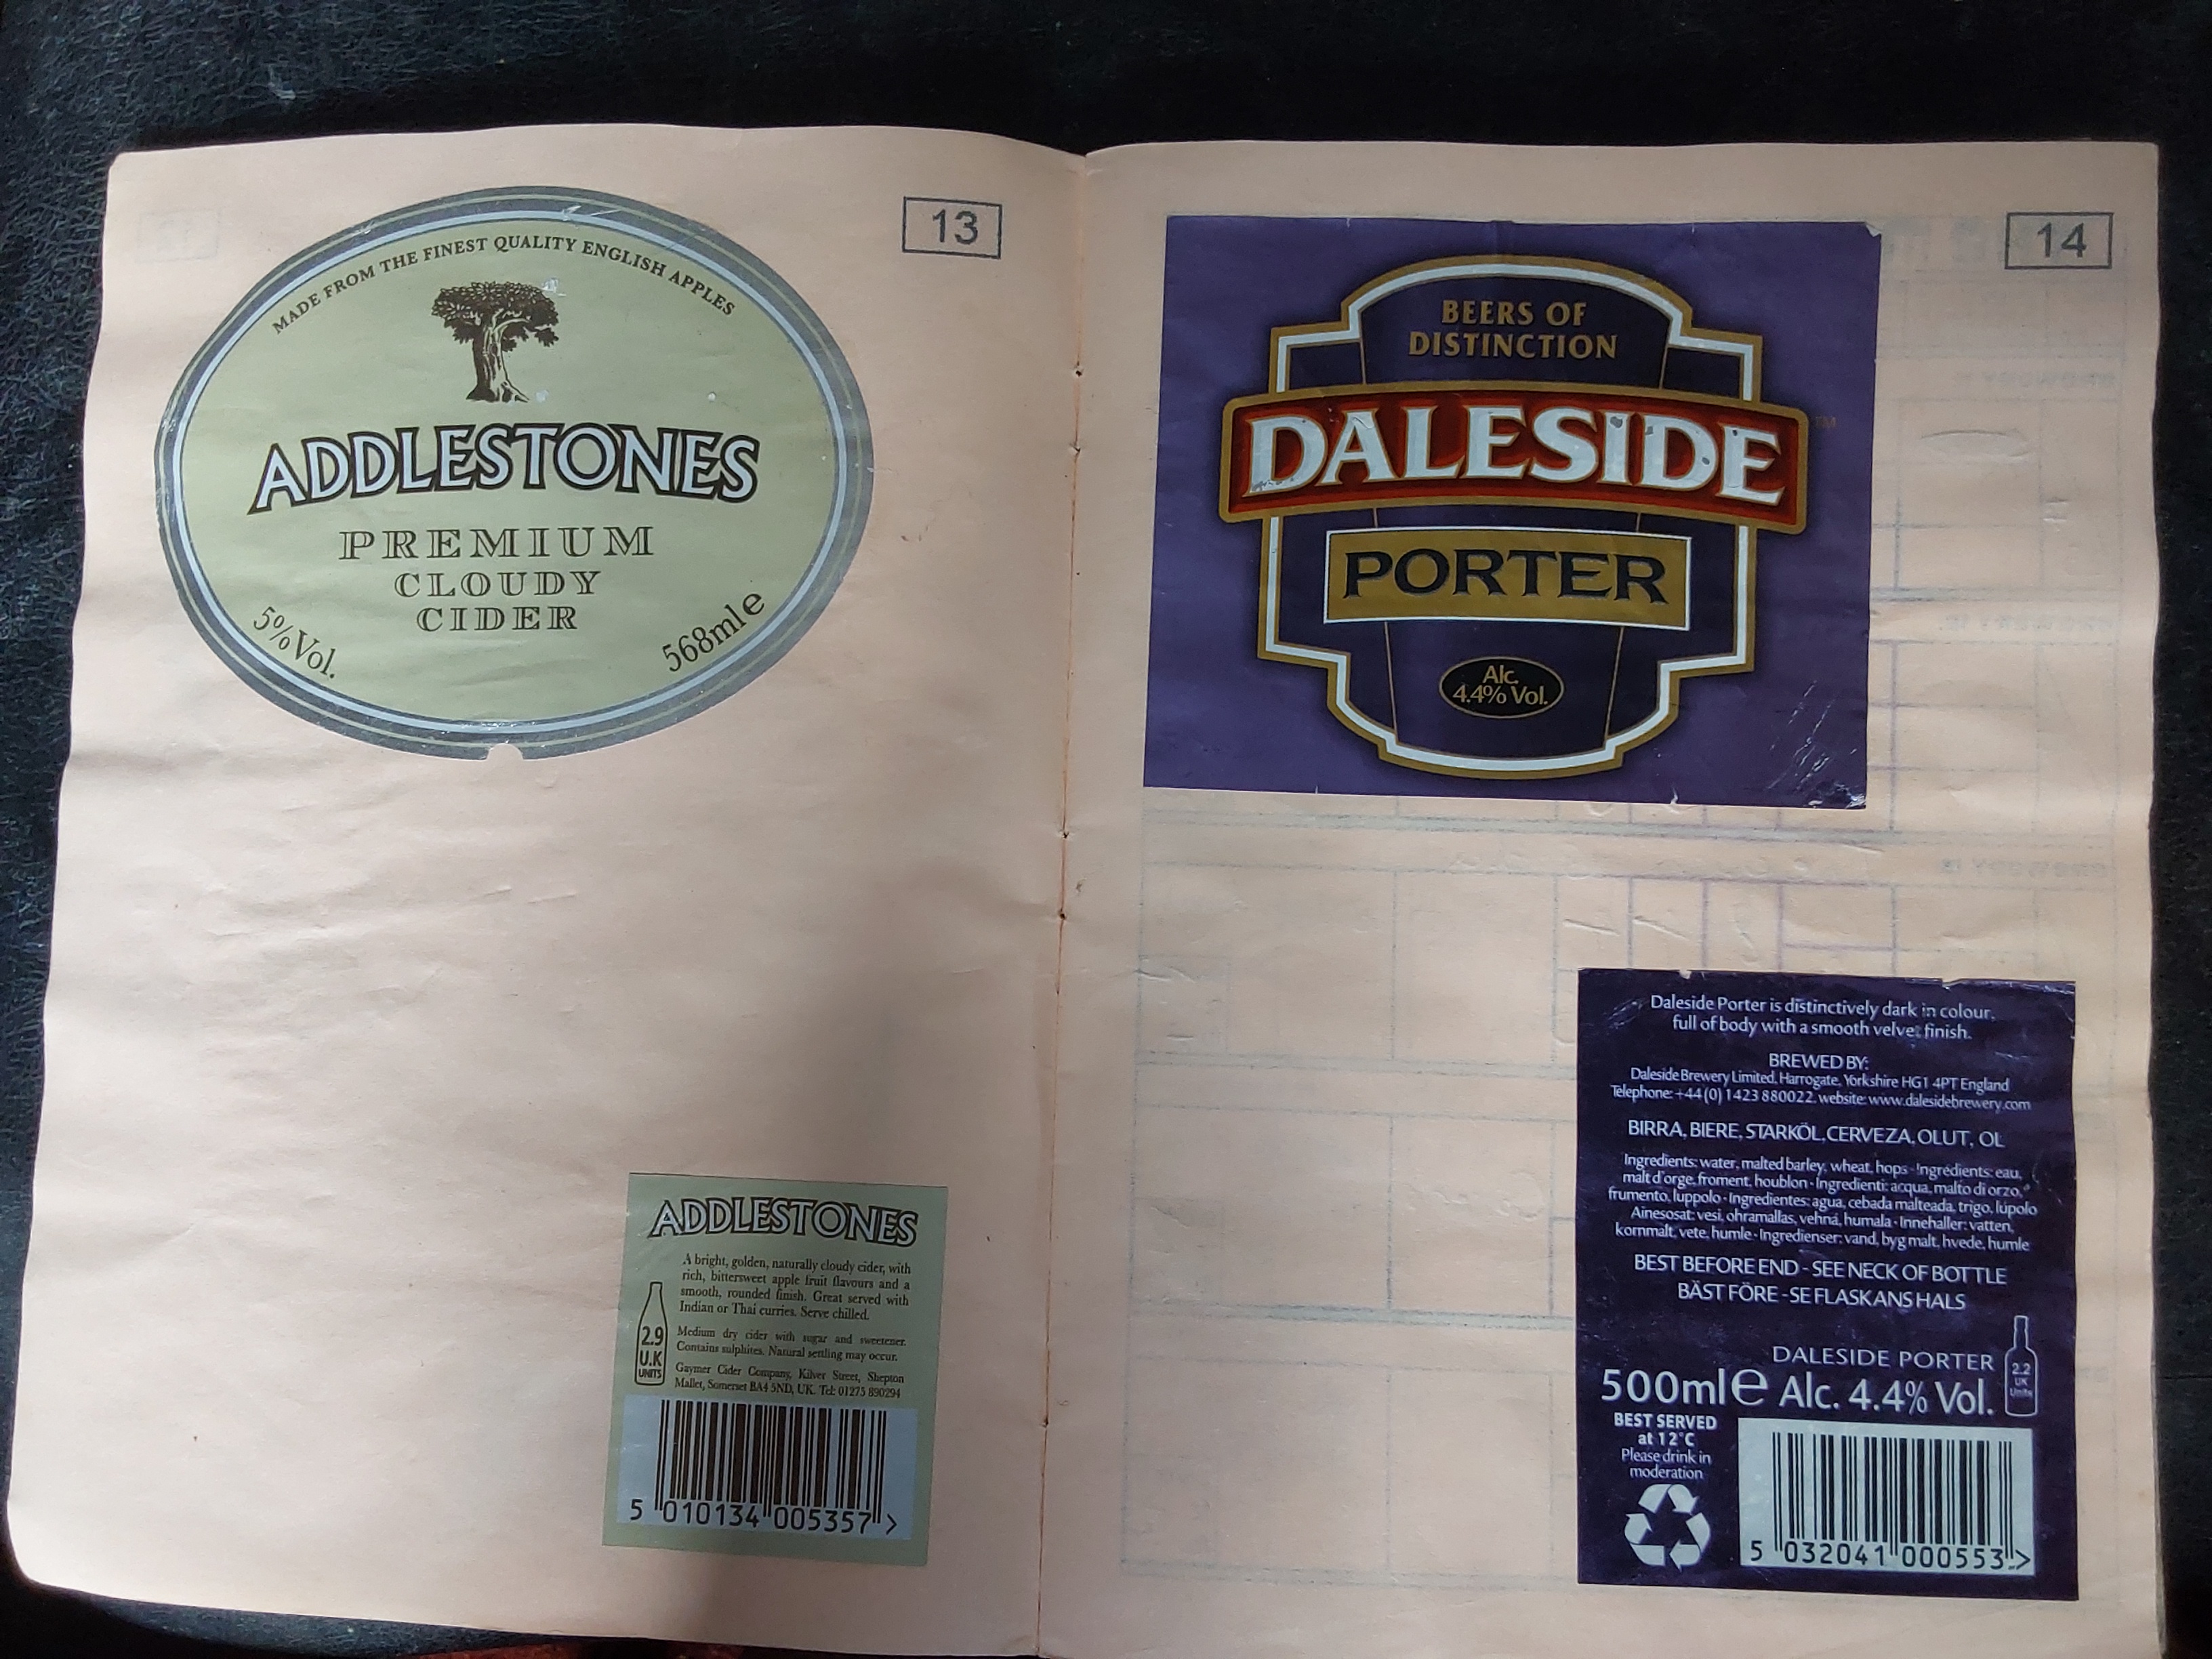 13
MADE FROM THE FINEST QUALITY ENGLISH APPLES
ADDLESTONES
PREMIUM
CLOUDY
CIDER
5% Vol.
568ml e
ADDLESTONES
A bright, golden, naturally cloudy cider, with
rich, bittersweet apple fruit flavours and a
smooth, rounded finish. Great served with
Indian or Thai curries. Serve chilled.
2.9
U.K
UNITS
Medium dry cider with sugar and sweetener.
Contains sulphites. Natural settling may occur.
Gaymer Cider Company, Kilver Street, Shepton
Mallet, Somerset BA4 5ND, UK. Tel: 01275 890294
5 010134 005357 >
14
BEERS OF
DISTINCTION
DALESIDE
TM
PORTER
Alc.
4.4% Vol.
Daleside Porter is distinctively dark in colour,
full of body with a smooth velvet finish.
BREWED BY:
Daleside Brewery Limited, Harrogate, Yorkshire HG1 4PT England
Telephone: +44 (0) 1423 880022. website: www.dalesidebrewery.com
BIRRA, BIERE, STARKÖL, CERVEZA, OLUT, OL
Ingredients: water, malted barley, wheat, hops · Ingrédients: eau,
malt d'orge, froment, houblon · Ingredienti: acqua, malto di orzo,
frumento, luppolo · Ingredientes: agua, cebada malteada, trigo, lúpolo
Ainesosat: vesi, ohramallas, vehná, humala · Innehaller: vatten,
kornmalt, vete, humle · Ingredienser: vand, byg malt, hvede, humle
BEST BEFORE END - SEE NECK OF BOTTLE
BÄST FÖRE - SE FLASKANS HALS
DALESIDE PORTER
500ml e Alc. 4.4% Vol.
2.2
UK
Units
BEST SERVED
at 12°C
Please drink in
moderation
5 032041 000553 >